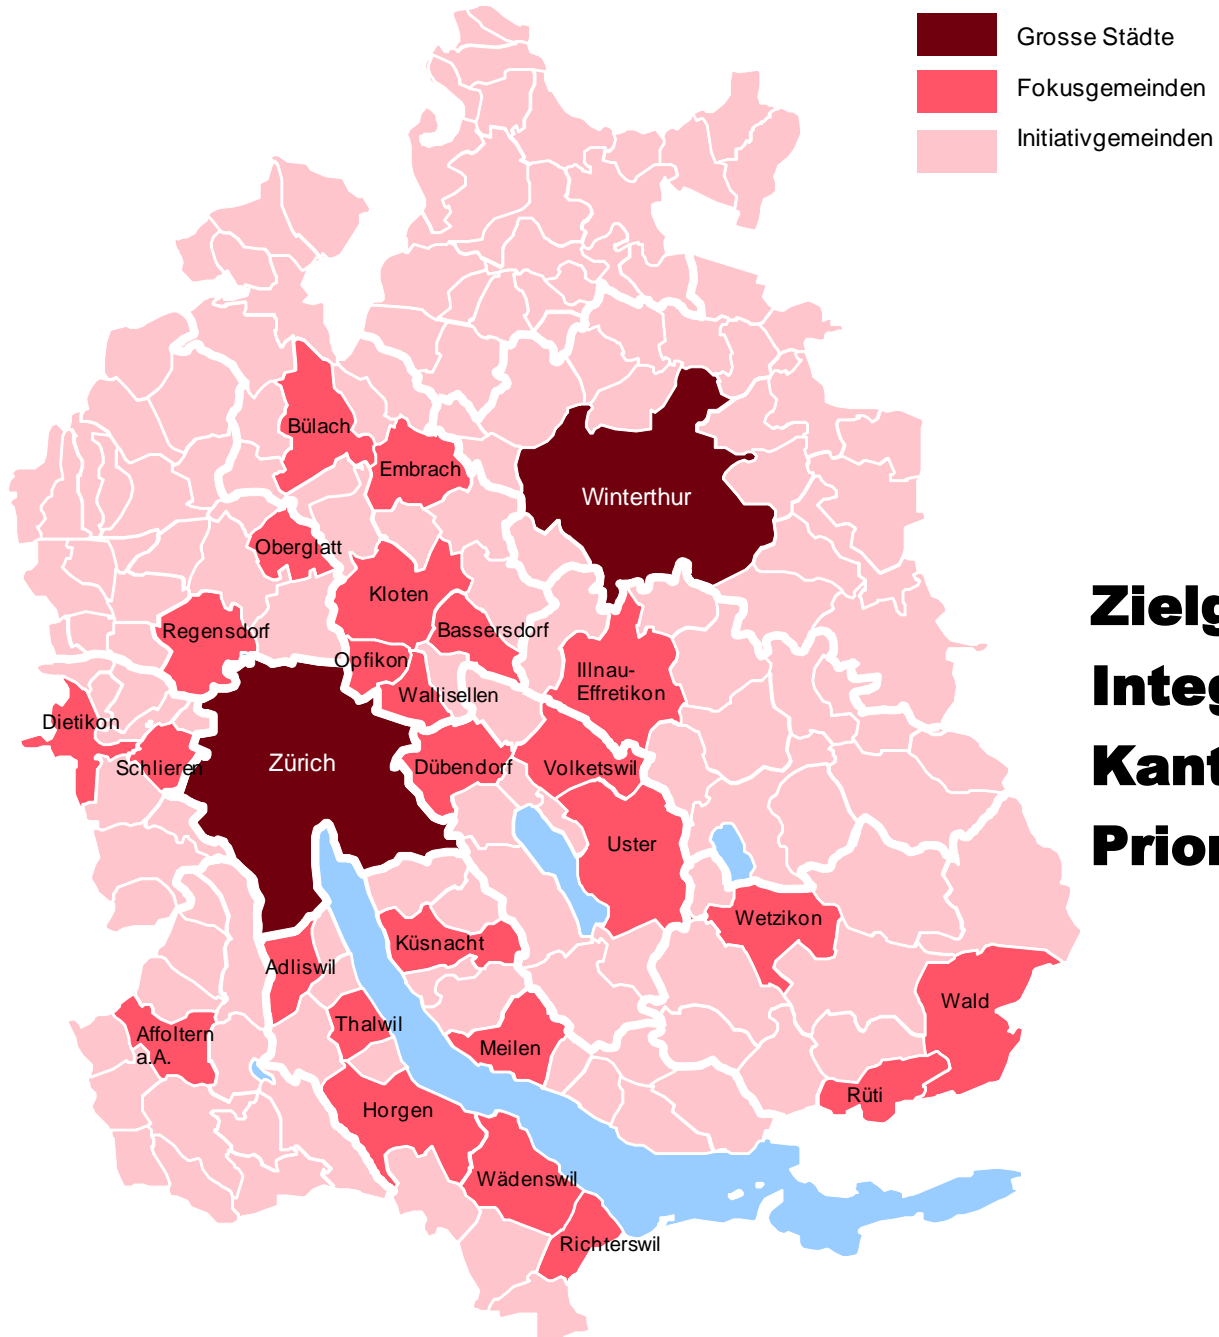 Grosse Städte
Fokusgemeinden
Initiativgemeinden
Bülach
Embrach
Winterthur
Oberglatt
Kloten
Regensdorf
Bassersdorf
Opfikon
Illnau-
Effretikon
Wallisellen
Dietikon
Schlieren
Zürich
Dübendorf
Volketswil
Uster
Wetzikon
Küsnacht
Adliswil
Wald
Thalwil
Affoltern
a.A.
Meilen
Rüti
Horgen
Wädenswil
Richterswil